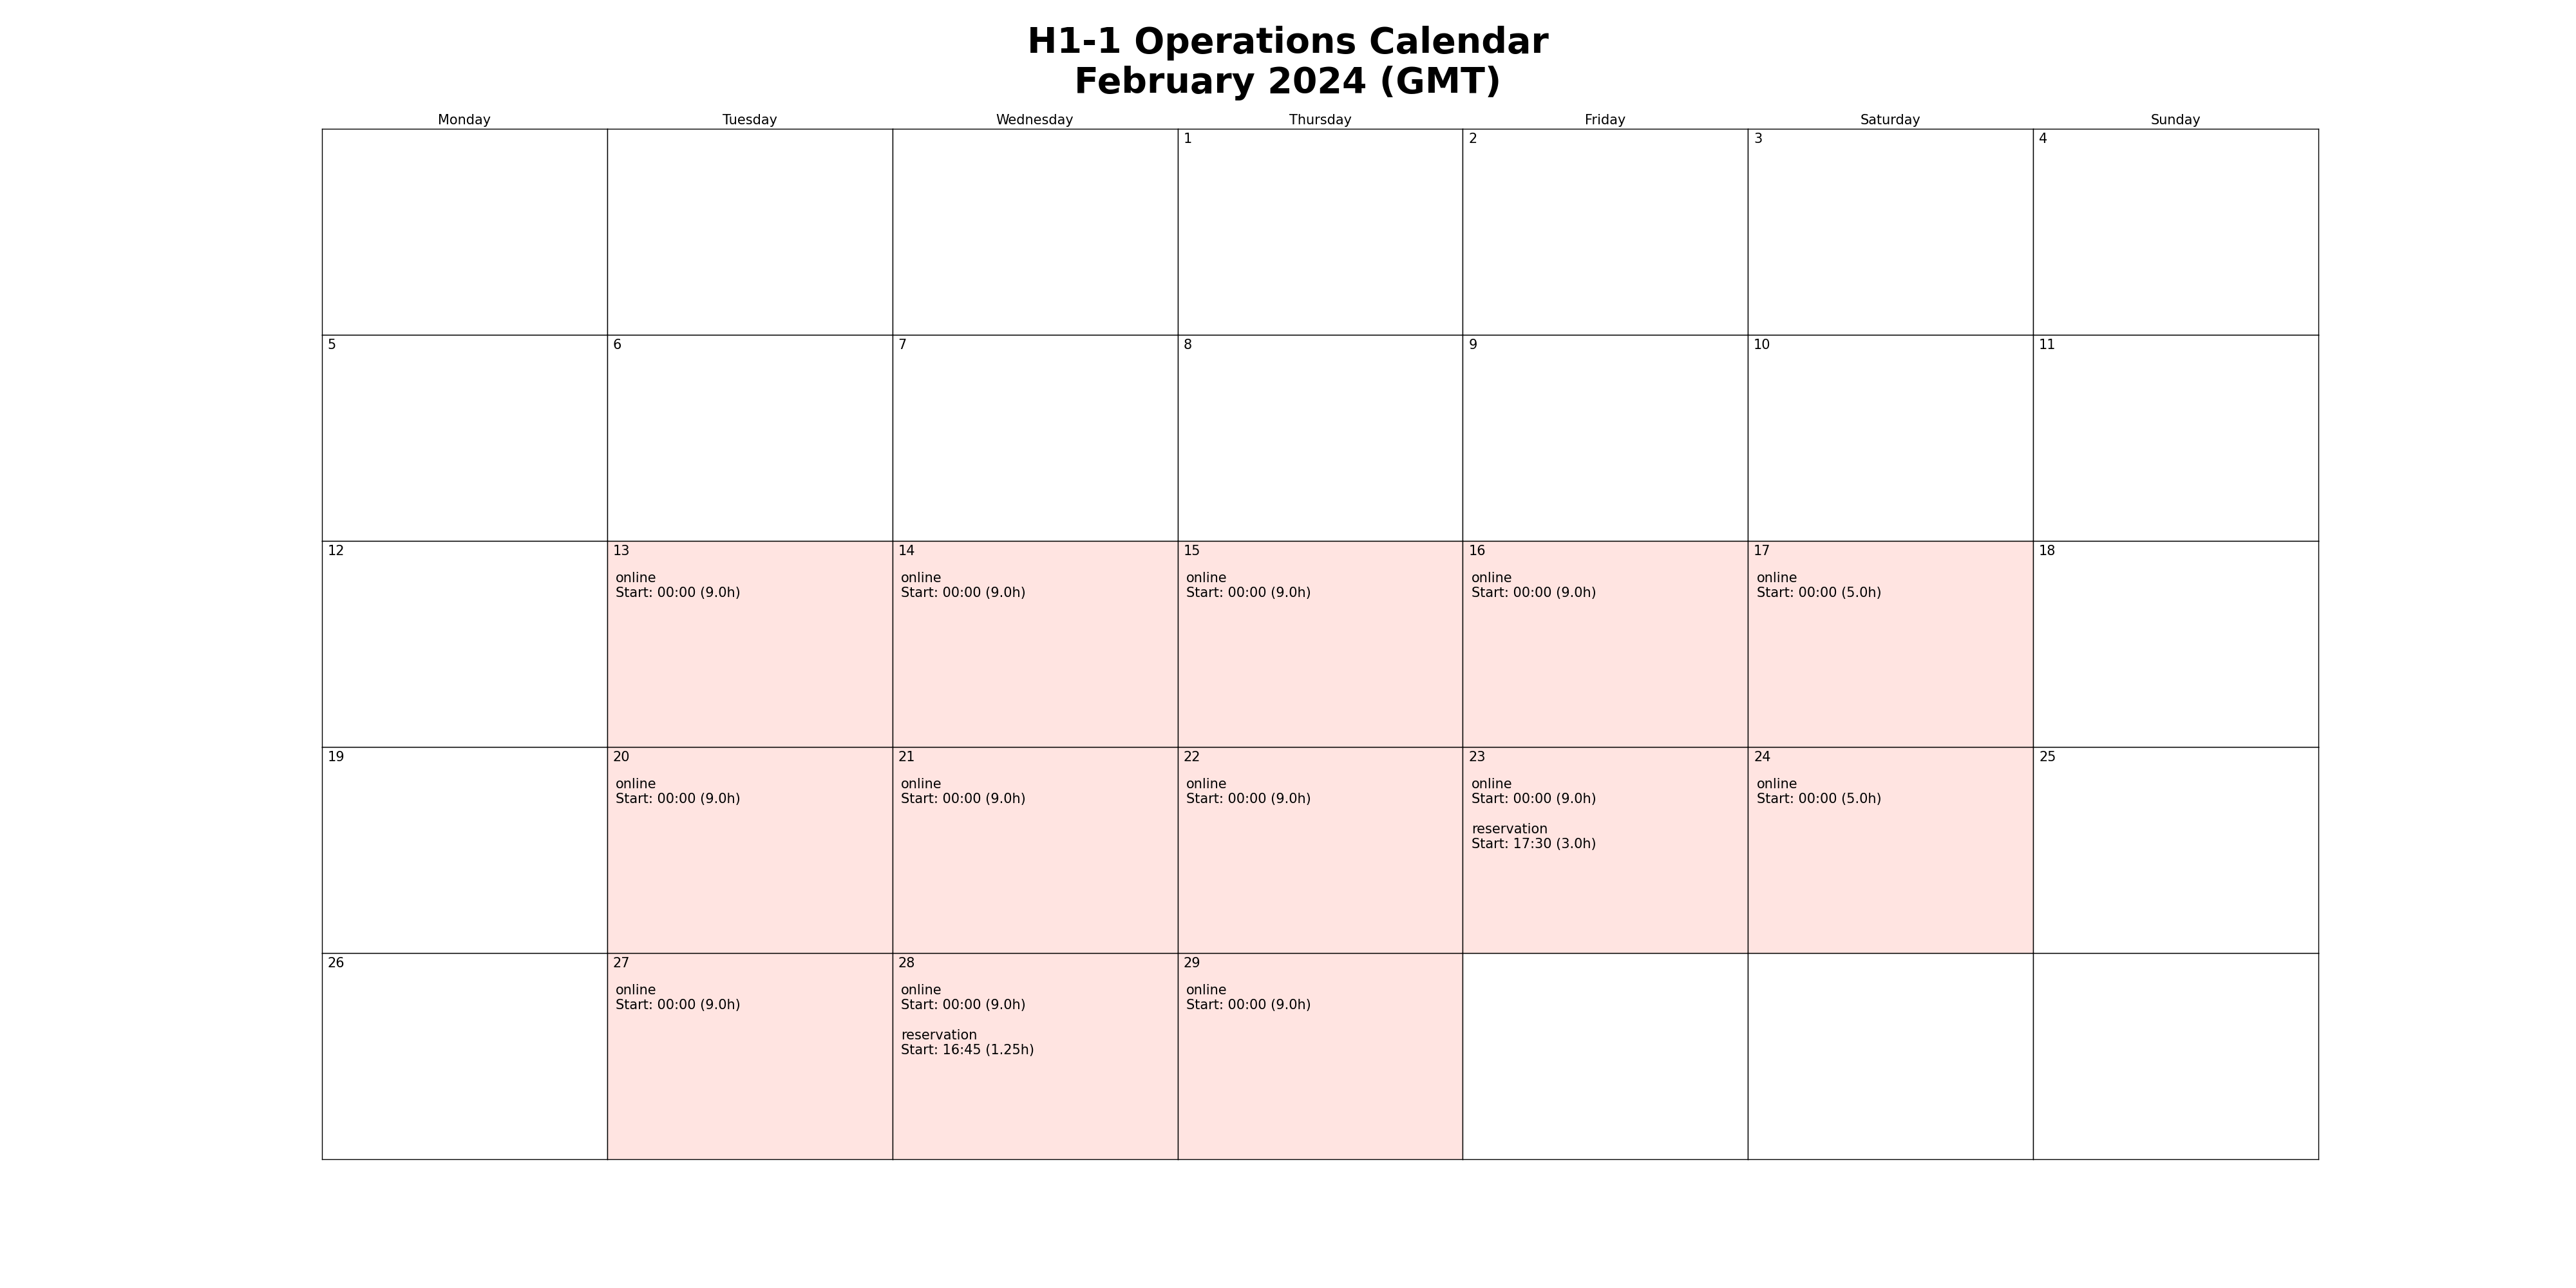 H1-1 Operations Calendar
February 2024 (GMT)
Monday Tuesday Wednesday Thursday Friday Saturday Sunday
1 2 3 4
5 6 7 8 9 10 11
12
13
online
Start: 00:00 (9.0h)
14
online
Start: 00:00 (9.0h)
15
online
Start: 00:00 (9.0h)
16
online
Start: 00:00 (9.0h)
17
online
Start: 00:00 (5.0h)
18
19
20
online
Start: 00:00 (9.0h)
21
online
Start: 00:00 (9.0h)
22
online
Start: 00:00 (9.0h)
23
online
Start: 00:00 (9.0h)
reservation
Start: 17:30 (3.0h)
24
online
Start: 00:00 (5.0h)
25
26
27
online
Start: 00:00 (9.0h)
28
online
Start: 00:00 (9.0h)
reservation
Start: 16:45 (1.25h)
29
online
Start: 00:00 (9.0h)